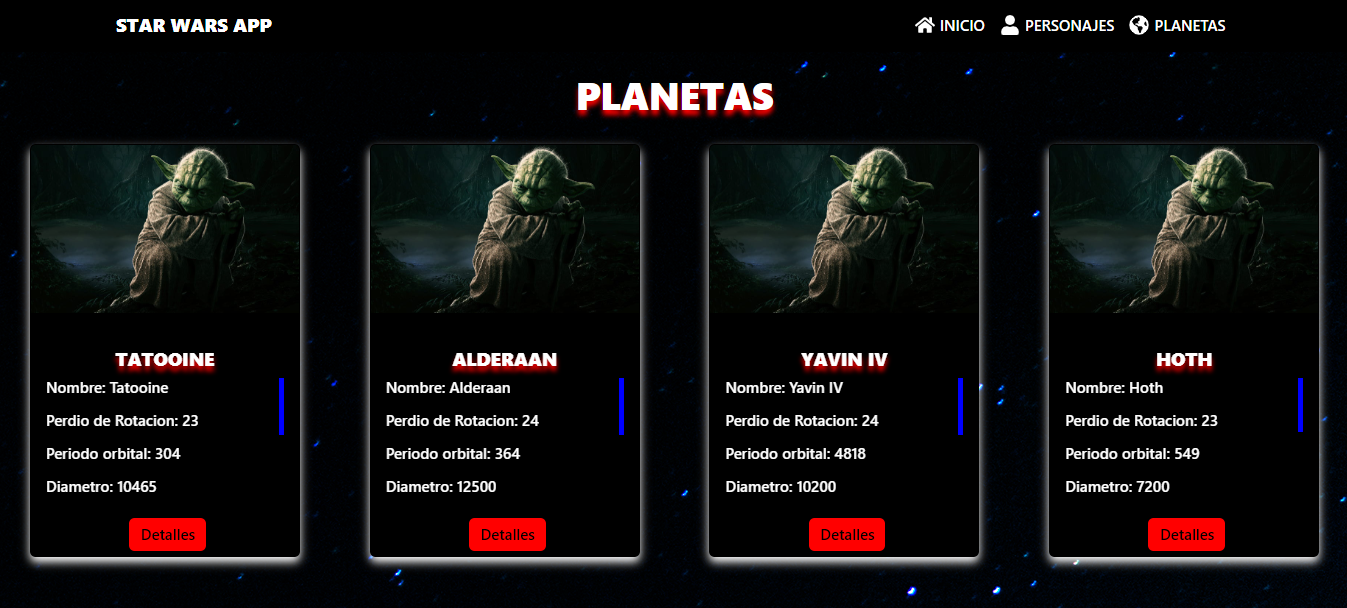 STAR WARS APP
INICIO PERSONAJES PLANETAS
PLANETAS
TATOOINE
Nombre: Tatooine
Perdio de Rotacion: 23
Periodo orbital: 304
Diametro: 10465
Detalles
ALDERAAN
Nombre: Alderaan
Perdio de Rotacion: 24
Periodo orbital: 364
Diametro: 12500
Detalles
YAVIN IV
Nombre: Yavin IV
Perdio de Rotacion: 24
Periodo orbital: 4818
Diametro: 10200
Detalles
HOTH
Nombre: Hoth
Perdio de Rotacion: 23
Periodo orbital: 549
Diametro: 7200
Detalles